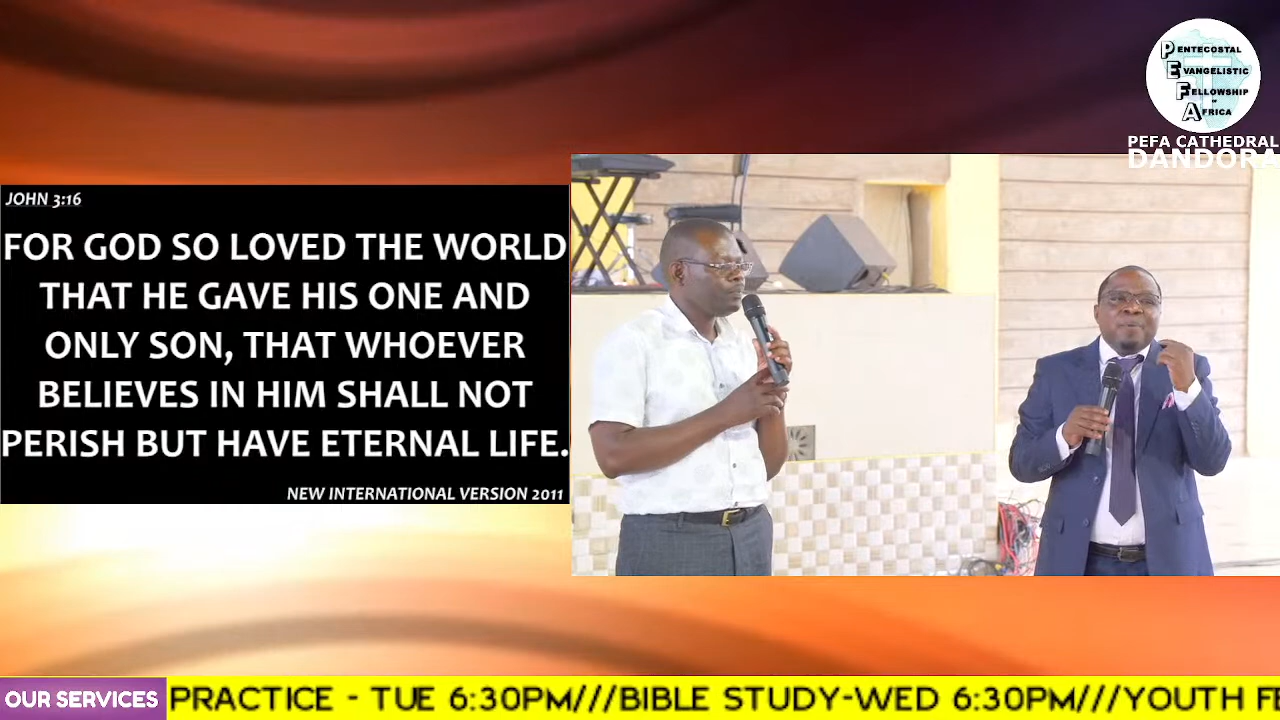 PENTECOSTAL
EVANGELISTIC
FELLOWSHIP
OF
AFRICA
PEFA CATHEDRAL
DANDORA
JOHN 3:16
FOR GOD SO LOVED THE WORLD
THAT HE GAVE HIS ONE AND
ONLY SON, THAT WHOEVER
BELIEVES IN HIM SHALL NOT
PERISH BUT HAVE ETERNAL LIFE.
NEW INTERNATIONAL VERSION 2011
OUR SERVICES
PRACTICE - TUE 6:30PM///BIBLE STUDY-WED 6:30PM///YOUTH FE